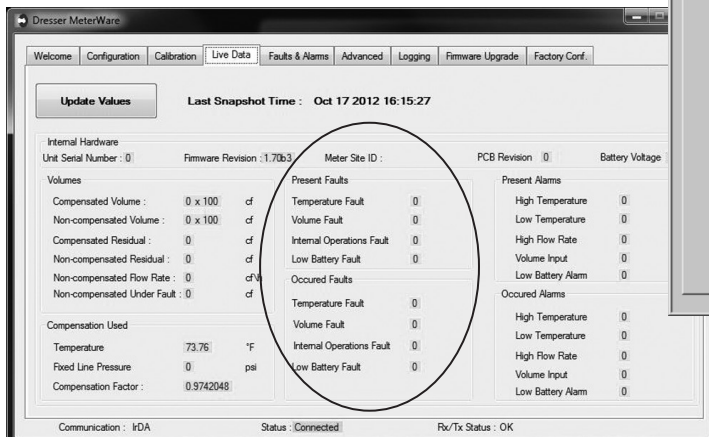 Dresser MeterWare
Welcome Configuration Calibration Live Data Faults & Alarms Advanced Logging Firmware Upgrade Factory Conf.
Update Values Last Snapshot Time : Oct 17 2012 16:15:27
Internal Hardware
Unit Serial Number : 0 Firmware Revision : 1.70b3 Meter Site ID : PCB Revision 0 Battery Voltage
Volumes
Compensated Volume : 0 x 100 cf
Non-compensated Volume : 0 x 100 cf
Compensated Residual : 0 cf
Non-compensated Residual : 0 cf
Non-compensated Flow Rate : 0 cf\h
Non-compensated Under Fault : 0 cf
Compensation Used
Temperature 73.76 °F
Fixed Line Pressure 0 psi
Compensation Factor : 0.9742048
Present Faults
Temperature Fault 0
Volume Fault 0
Internal Operations Fault 0
Low Battery Fault 0
Occured Faults
Temperature Fault 0
Volume Fault 0
Internal Operations Fault 0
Low Battery Fault 0
Present Alarms
High Temperature 0
Low Temperature 0
High Flow Rate 0
Volume Input 0
Low Battery Alarm 0
Occured Alarms
High Temperature 0
Low Temperature 0
High Flow Rate 0
Volume Input 0
Low Battery Alarm 0
Communication : IrDA Status : Connected Rx/Tx Status : OK